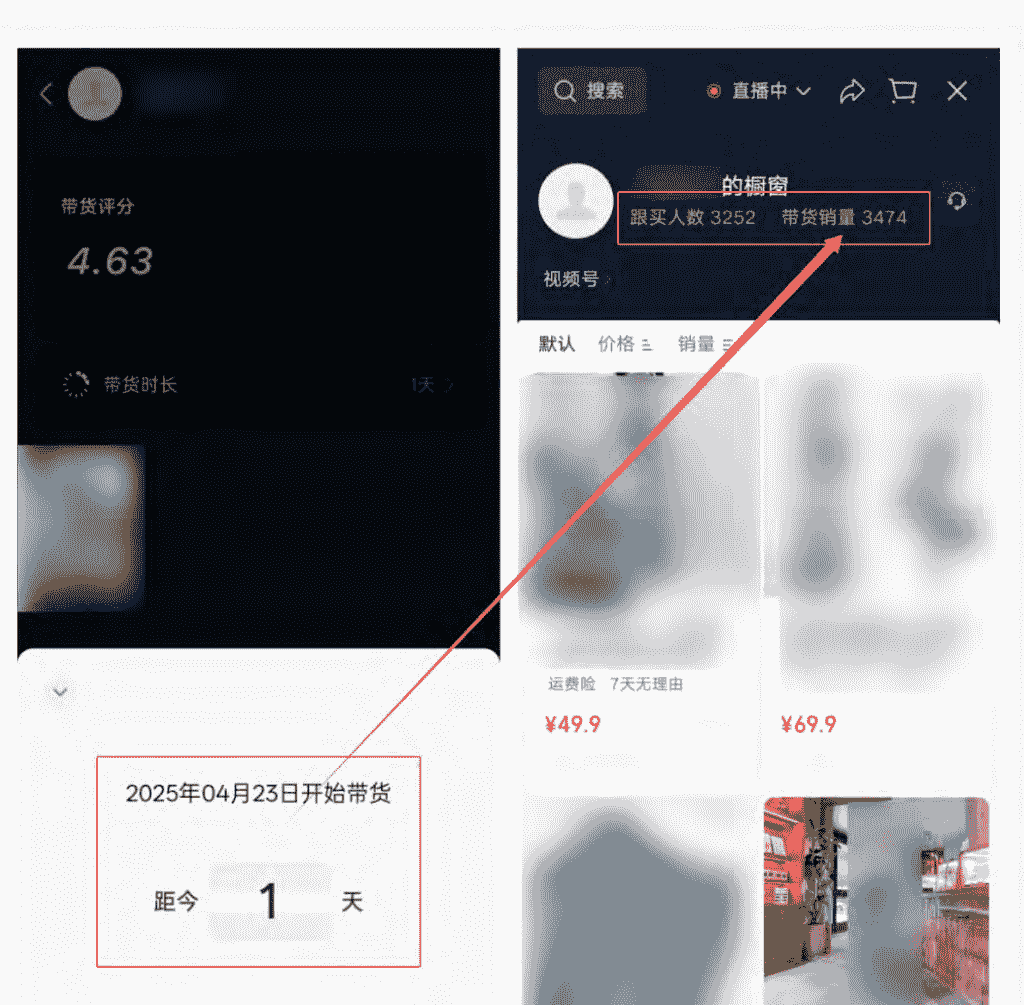 带货评分
4.63
带货时长 1天
2025年04月23日开始带货
距今 1 天
搜索 直播中
的橱窗
跟买人数 3252 带货销量 3474
视频号
默认 价格 销量
运费险 7天无理由
¥49.9 ¥69.9